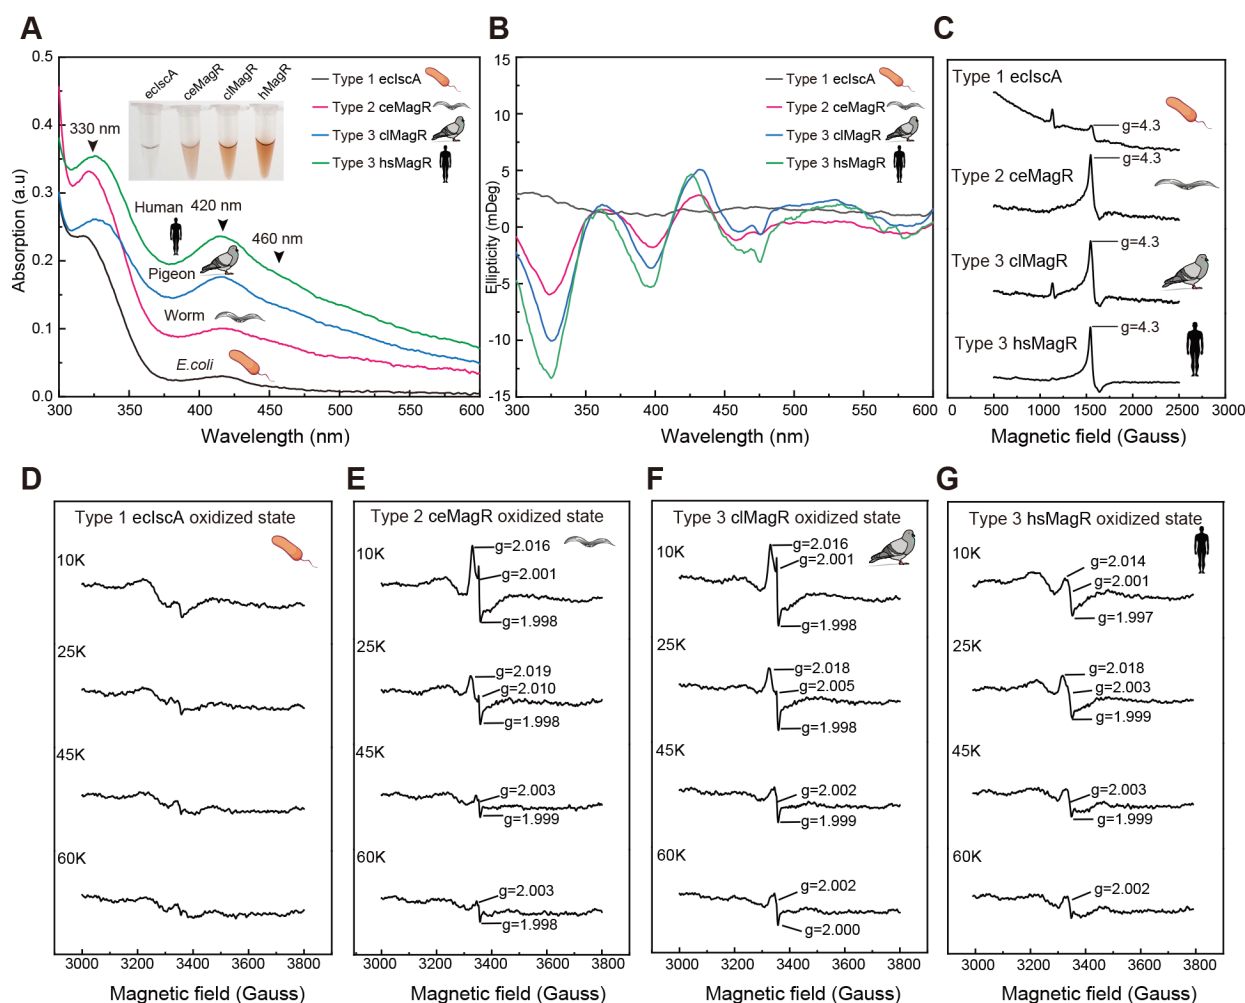 A
B
C
ecIscA
ceMagR
clMagR
hMagR
0.5
0.4
0.3
0.2
0.1
0.0
Absorption (a.u)
330 nm
420 nm
460 nm
Type 1 ecIscA
Type 2 ceMagR
Type 3 clMagR
Type 3 hsMagR
Human
Pigeon
Worm
E.coli
300 350 400 450 500 550 600
Wavelength (nm)
15
10
5
0
-5
-10
-15
Ellipticity (mDeg)
Type 1 ecIscA
Type 2 ceMagR
Type 3 clMagR
Type 3 hsMagR
300 350 400 450 500 550 600
Wavelength (nm)
Type 1 ecIscA
g=4.3
Type 2 ceMagR
g=4.3
Type 3 clMagR
g=4.3
Type 3 hsMagR
g=4.3
0 500 1000 1500 2000 2500 3000
Magnetic field (Gauss)
D
E
F
G
Type 1 ecIscA oxidized state
10K
25K
45K
60K
3000 3200 3400 3600 3800
Magnetic field (Gauss)
Type 2 ceMagR oxidized state
10K
g=2.016
g=2.001
g=1.998
25K
g=2.019
g=2.010
g=1.998
45K
g=2.003
g=1.999
60K
g=2.003
g=1.998
3000 3200 3400 3600 3800
Magnetic field (Gauss)
Type 3 clMagR oxidized state
10K
g=2.016
g=2.001
g=1.998
25K
g=2.018
g=2.005
g=1.998
45K
g=2.002
g=1.999
60K
g=2.002
g=2.000
3000 3200 3400 3600 3800
Magnetic field (Gauss)
Type 3 hsMagR oxidized state
10K
g=2.014
g=2.001
g=1.997
25K
g=2.018
g=2.003
g=1.999
45K
g=2.003
g=1.999
60K
g=2.002
3000 3200 3400 3600 3800
Magnetic field (Gauss)